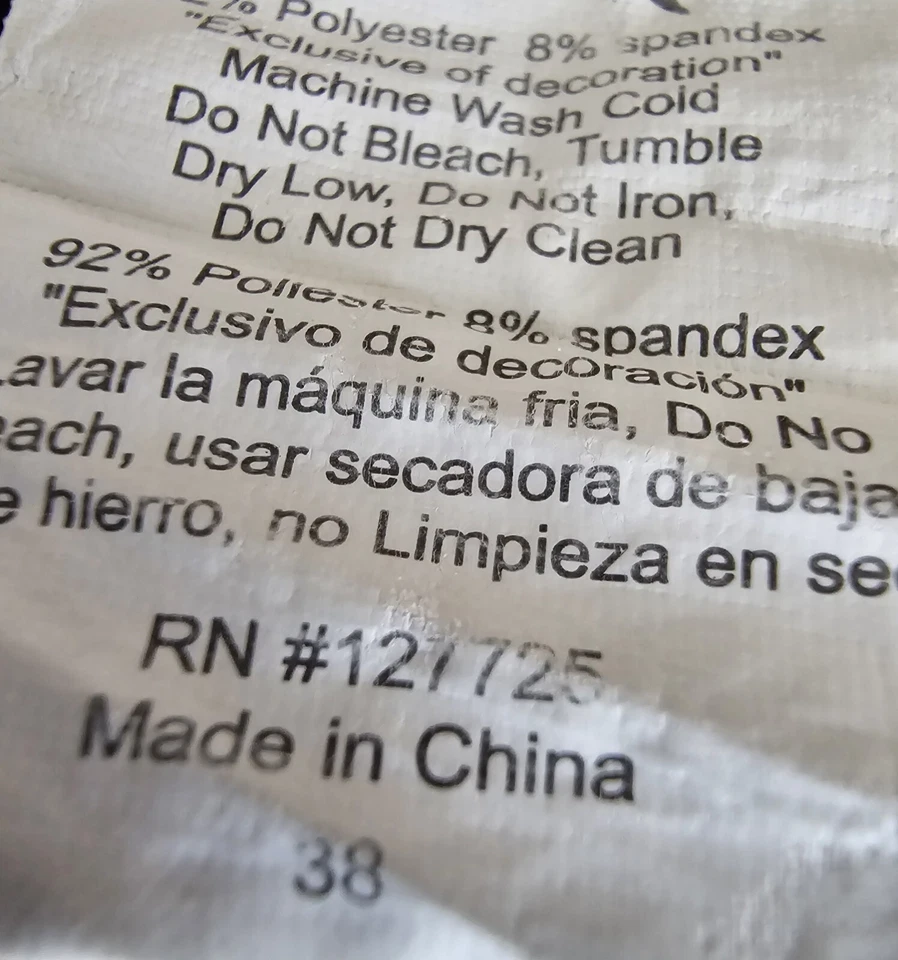 % Polyester 8% spandex
"Exclusive of decoration"
Machine Wash Cold
Do Not Bleach, Tumble
Dry Low, Do Not Iron,
Do Not Dry Clean
92% Poliester 8% spandex
"Exclusivo de decoración"
Lavar la máquina fria, Do No
each, usar secadora de baja
e hierro, no Limpieza en se
RN #127725
Made in China
38